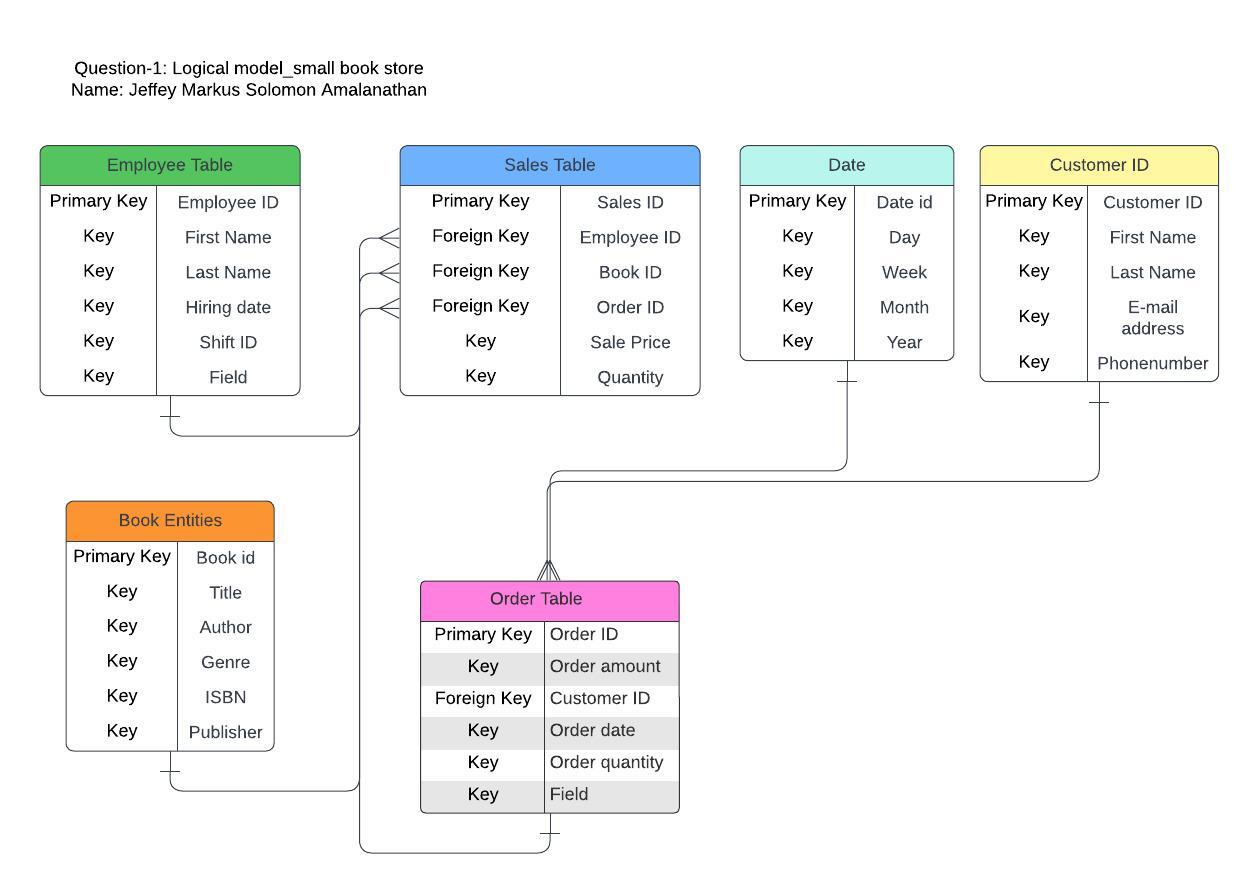 Question-1: Logical model_small book store
Name: Jeffey Markus Solomon Amalanathan
Employee Table
Primary Key Employee ID
Key First Name
Key Last Name
Key Hiring date
Key Shift ID
Key Field
Sales Table
Primary Key Sales ID
Foreign Key Employee ID
Foreign Key Book ID
Foreign Key Order ID
Key Sale Price
Key Quantity
Date
Primary Key Date id
Key Day
Key Week
Key Month
Key Year
Customer ID
Primary Key Customer ID
Key First Name
Key Last Name
Key E-mail
address
Key Phonenumber
Book Entities
Primary Key Book id
Key Title
Key Author
Key Genre
Key ISBN
Key Publisher
Order Table
Primary Key Order ID
Key Order amount
Foreign Key Customer ID
Key Order date
Key Order quantity
Key Field